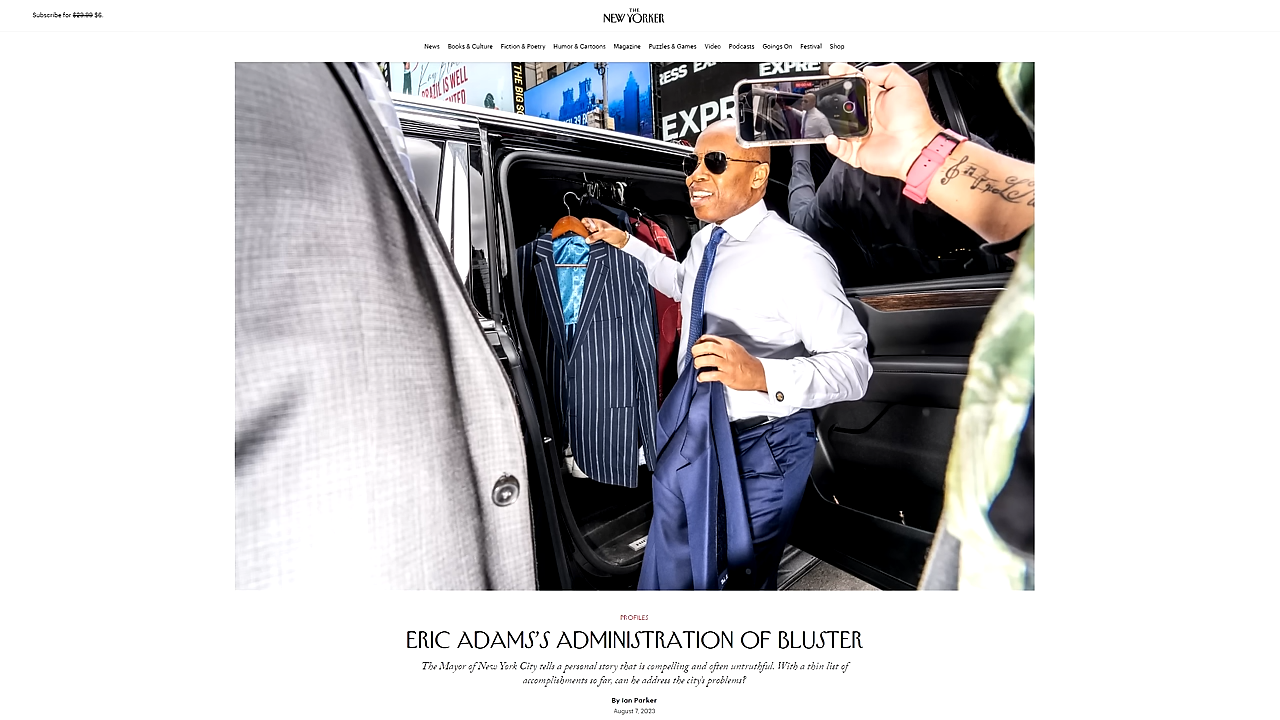 Subscribe for $29.99 $6.
THE
NEW YORKER
News Books & Culture Fiction & Poetry Humor & Cartoons Magazine Puzzles & Games Video Podcasts Goings On Festival Shop
BRAZIL IS WELL
THE BIG
RESS
EXPRE
EXPR
PROFILES
ERIC ADAMS'S ADMINISTRATION OF BLUSTER
The Mayor of New York City tells a personal story that is compelling and often untruthful. With a thin list of
accomplishments so far, can he address the city's problems?
By Ian Parker
August 7, 2023